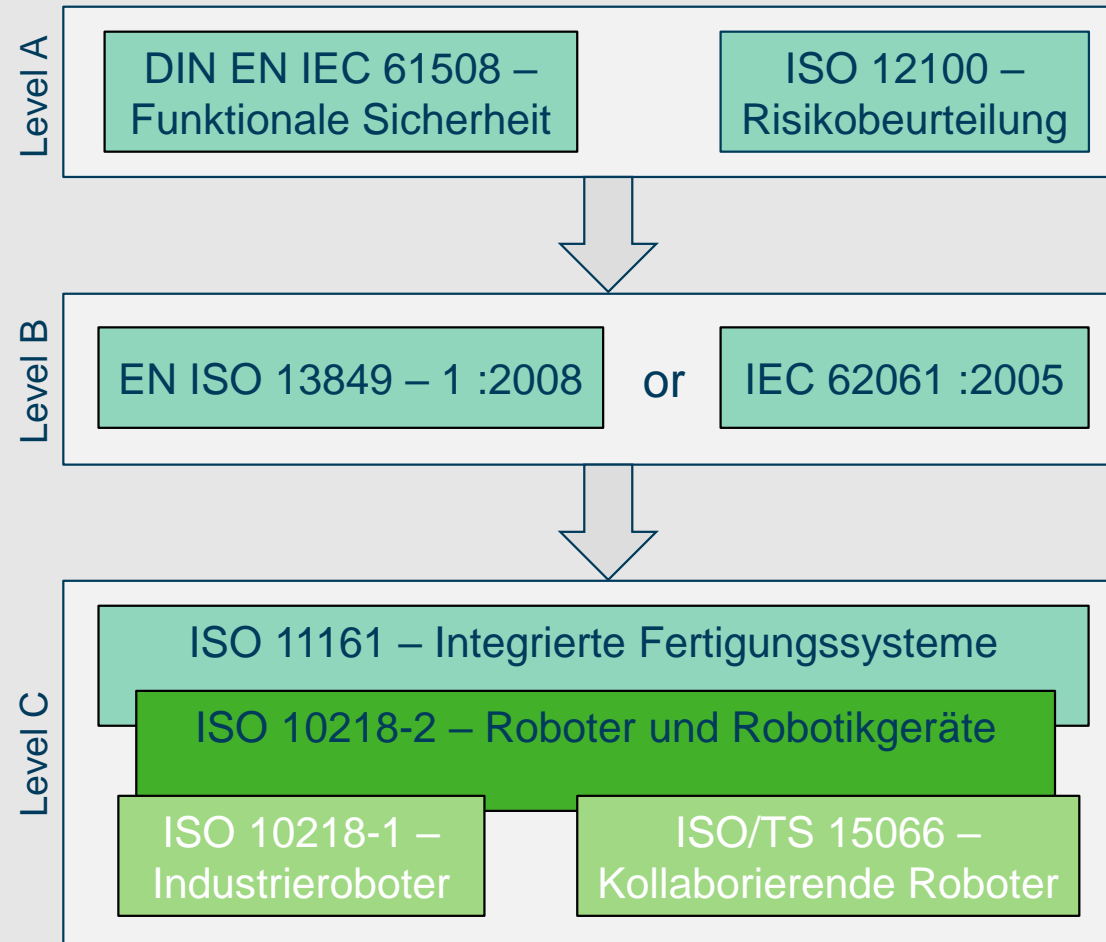 Level A
DIN EN IEC 61508 –
Funktionale Sicherheit
ISO 12100 –
Risikobeurteilung
Level B
EN ISO 13849 – 1 :2008
or
IEC 62061 :2005
Level C
ISO 11161 – Integrierte Fertigungssysteme
ISO 10218-2 – Roboter und Robotikgeräte
ISO 10218-1 –
Industrieroboter
ISO/TS 15066 –
Kollaborierende Roboter